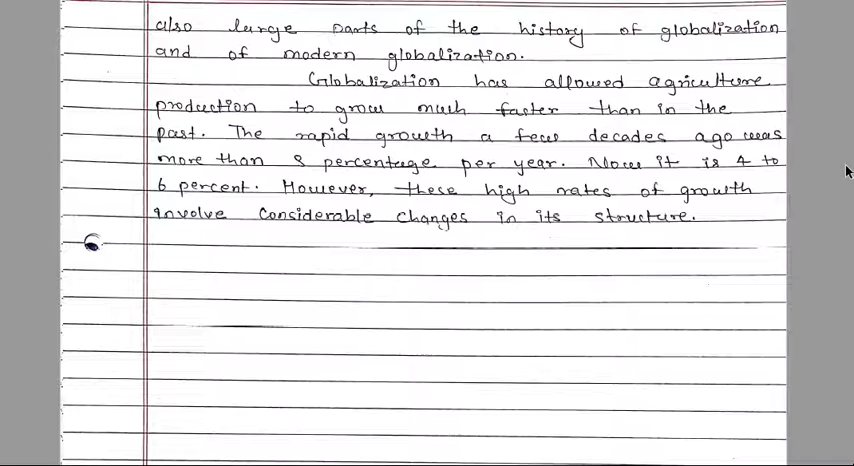 also large parts of the history of globalization
and of modern globalization.
Globalization has allowed agriculture
production to grow much faster than in the
past. The rapid growth a few decades ago was
more than 8 percentage per year. Now it is 4 to
6 percent. However, these high rates of growth
involve considerable changes in its structure.